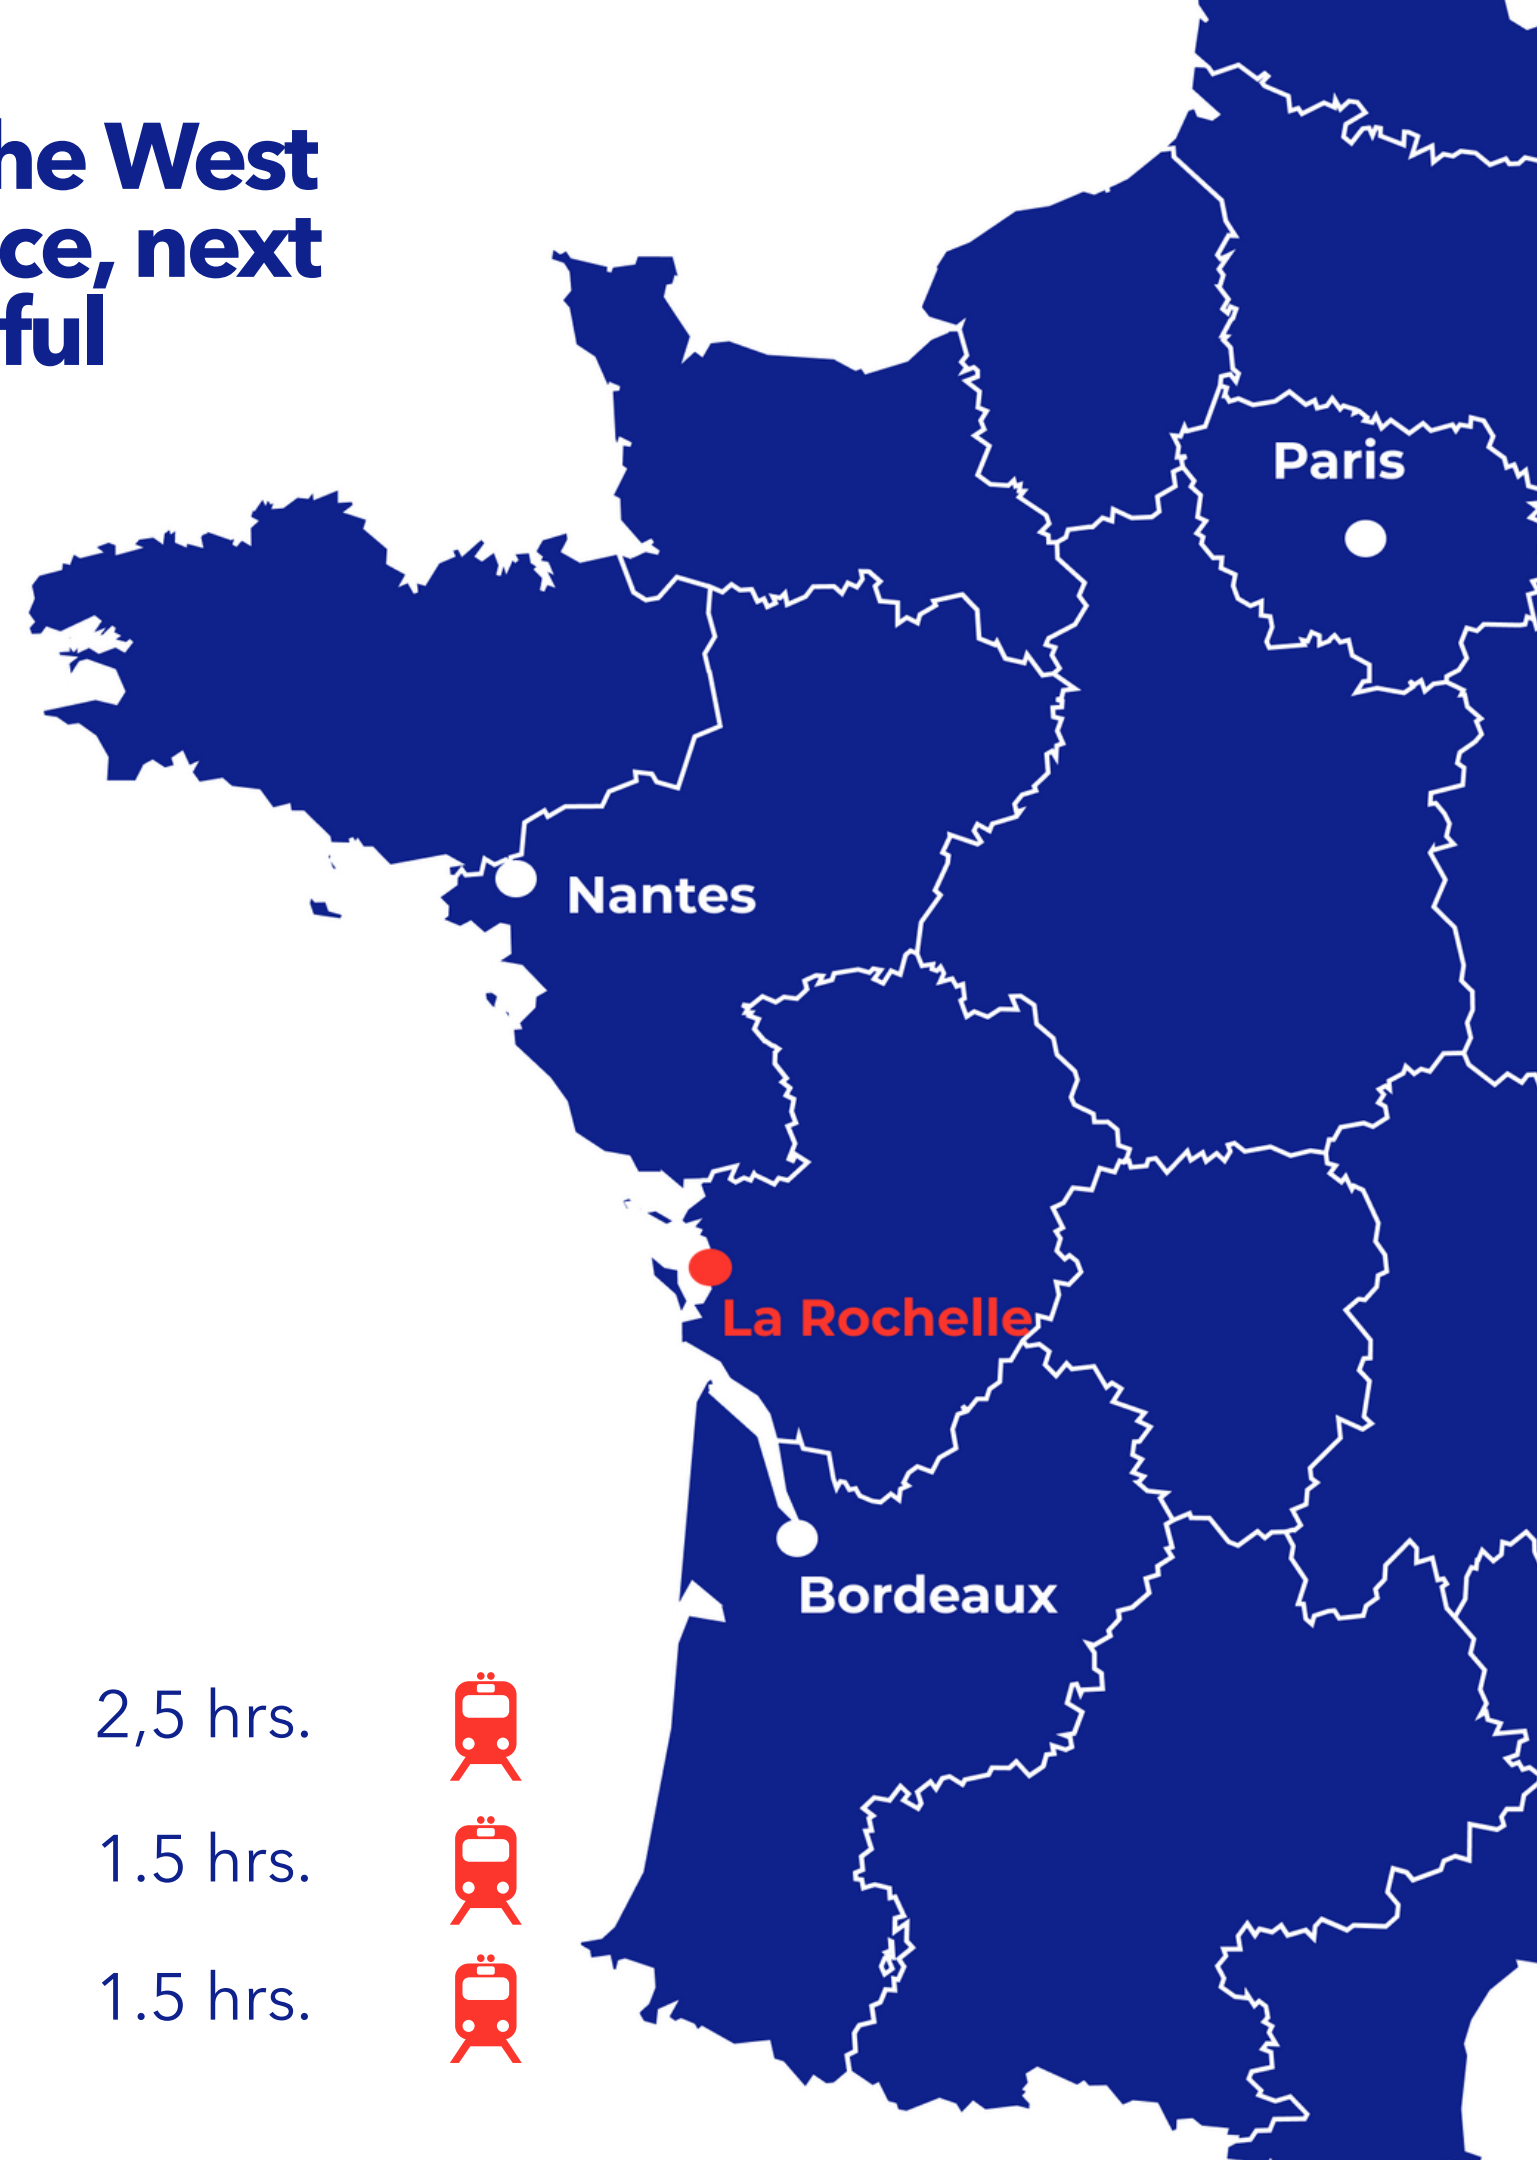 he West
ce, next
ful
Paris
Nantes
La Rochelle
Bordeaux
2,5 hrs.
1.5 hrs.
1.5 hrs.